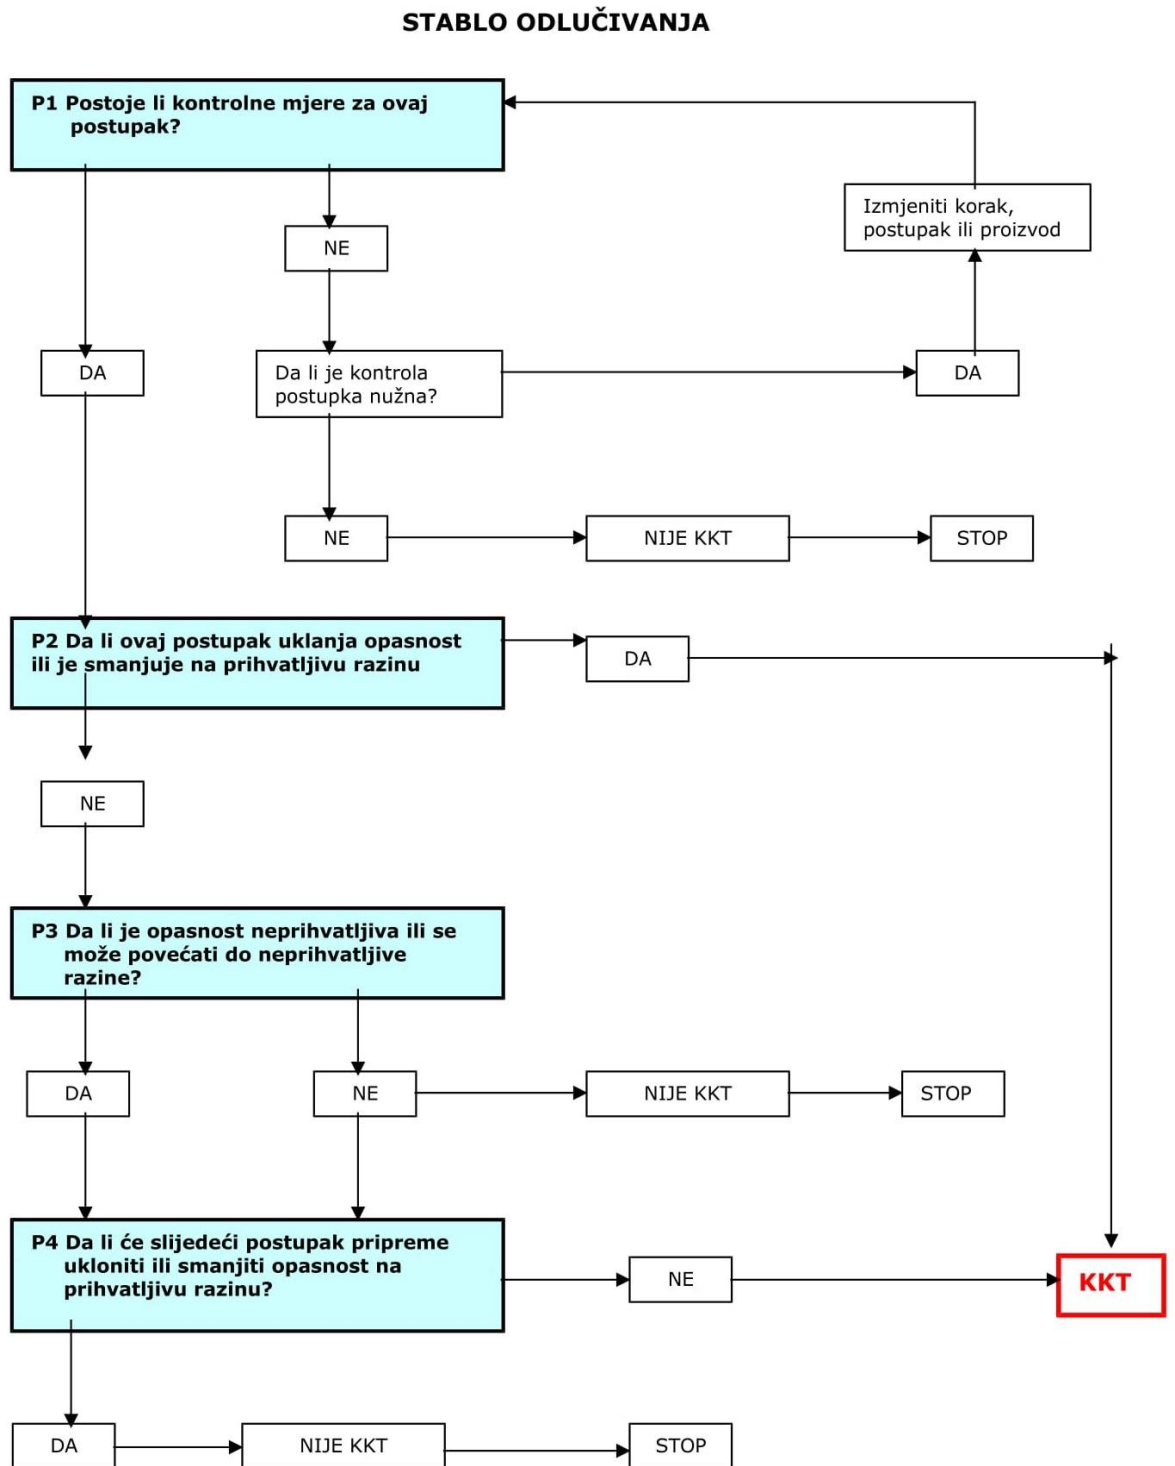 STABLO ODLUČIVANJA
P1 Postoje li kontrolne mjere za ovaj
postupak?
Izmjeniti korak,
postupak ili proizvod
NE
DA
Da li je kontrola
postupka nužna?
DA
NE
NIJE KKT
STOP
P2 Da li ovaj postupak uklanja opasnost
ili je smanjuje na prihvatljivu razinu
DA
NE
P3 Da li je opasnost neprihvatljiva ili se
može povećati do neprihvatljive
razine?
DA
NE
NIJE KKT
STOP
P4 Da li će slijedeći postupak pripreme
ukloniti ili smanjiti opasnost na
prihvatljivu razinu?
NE
KKT
DA
NIJE KKT
STOP